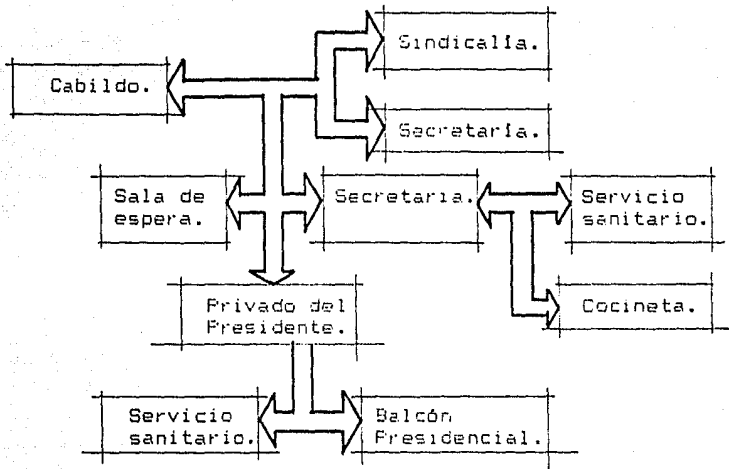 Sindicalía.
Cabildo.
Secretaría.
Sala de
espera.
Secretaria.
Servicio
sanitario.
Cocineta.
Privado del
Presidente.
Servicio
sanitario.
Balcón
Presidencial.